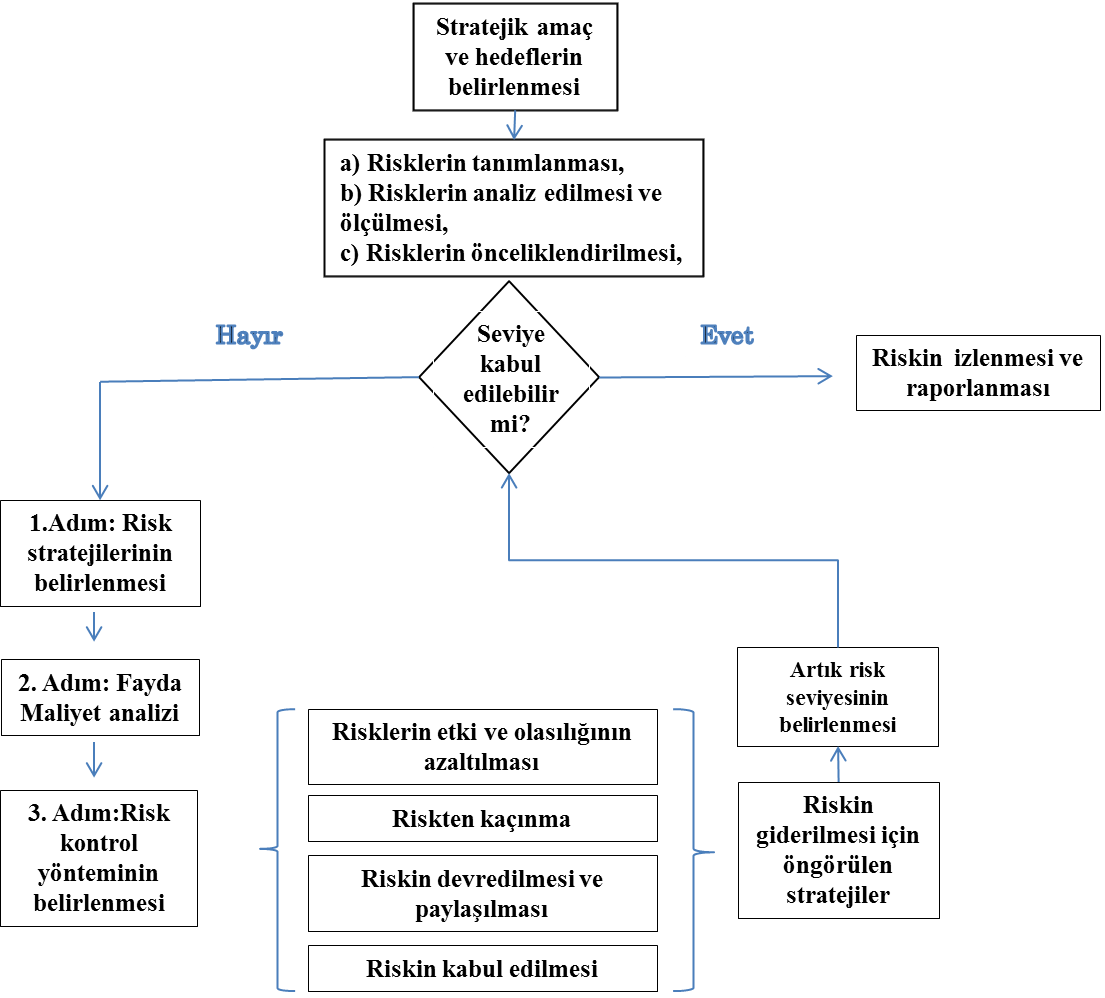 Stratejik amaç
ve hedeflerin
belirlenmesi
a) Risklerin tanımlanması,
b) Risklerin analiz edilmesi ve
ölçülmesi,
c) Risklerin önceliklendirilmesi,
Hayır
Seviye
kabul
edilebilir
mi?
Evet
Riskin izlenmesi ve
raporlanması
1.Adım: Risk
stratejilerinin
belirlenmesi
2. Adım: Fayda
Maliyet analizi
3. Adım:Risk
kontrol
yönteminin
belirlenmesi
Risklerin etki ve olasılığının
azaltılması
Riskten kaçınma
Riskin devredilmesi ve
paylaşılması
Riskin kabul edilmesi
Riskin
giderilmesi için
öngörülen
stratejiler
Artık risk
seviyesinin
belirlenmesi